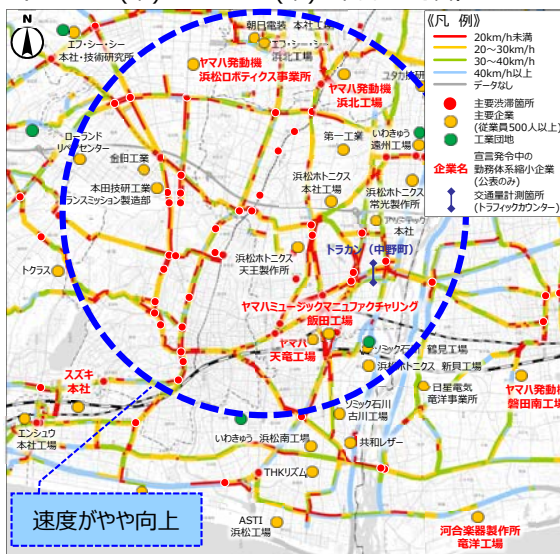 《凡 例》
20km/h未満
20～30km/h
30～40km/h
40km/h以上
データなし
主要渋滞箇所
主要企業
(従業員500人以上)
工業団地
企業名
宣言発令中の
勤務体系縮小企業
(公表のみ)
交通量計測箇所
(トラフィックカウンター)
N
朝日電装 本社工場
エフ・シー・シー
本社・技術研究所
エフ・シー・シー
ヤマハ発動機
浜松ロボティクス事業所
ヤマハ発動機
浜北工場
ユタカ技研
ローランド
金田工業
第一工業
いわきゅう
遠州工場
本田技研工業
トランスミッション製造部
浜松ホトニクス
本社工場
浜松ホトニクス
常光製作所
本社
トラカン（中野町）
浜松ホトニクス
天王製作所
トクラス
ヤマハミュージックマニュファクチャリング
飯田工場
ヤマハ
天竜工場
鶴見工場
浜松ホトニクス 新貝工場
スズキ
本社
日星電気
竜洋事業所
ヤマハ発動機
磐田南工場
ソミック石川
古川工場
エンシュウ
本社工場
いわきゅう 浜松南工場
共和レザー
THKリズム
速度がやや向上
ASTI
浜松工場
河合楽器製作所
竜洋工場